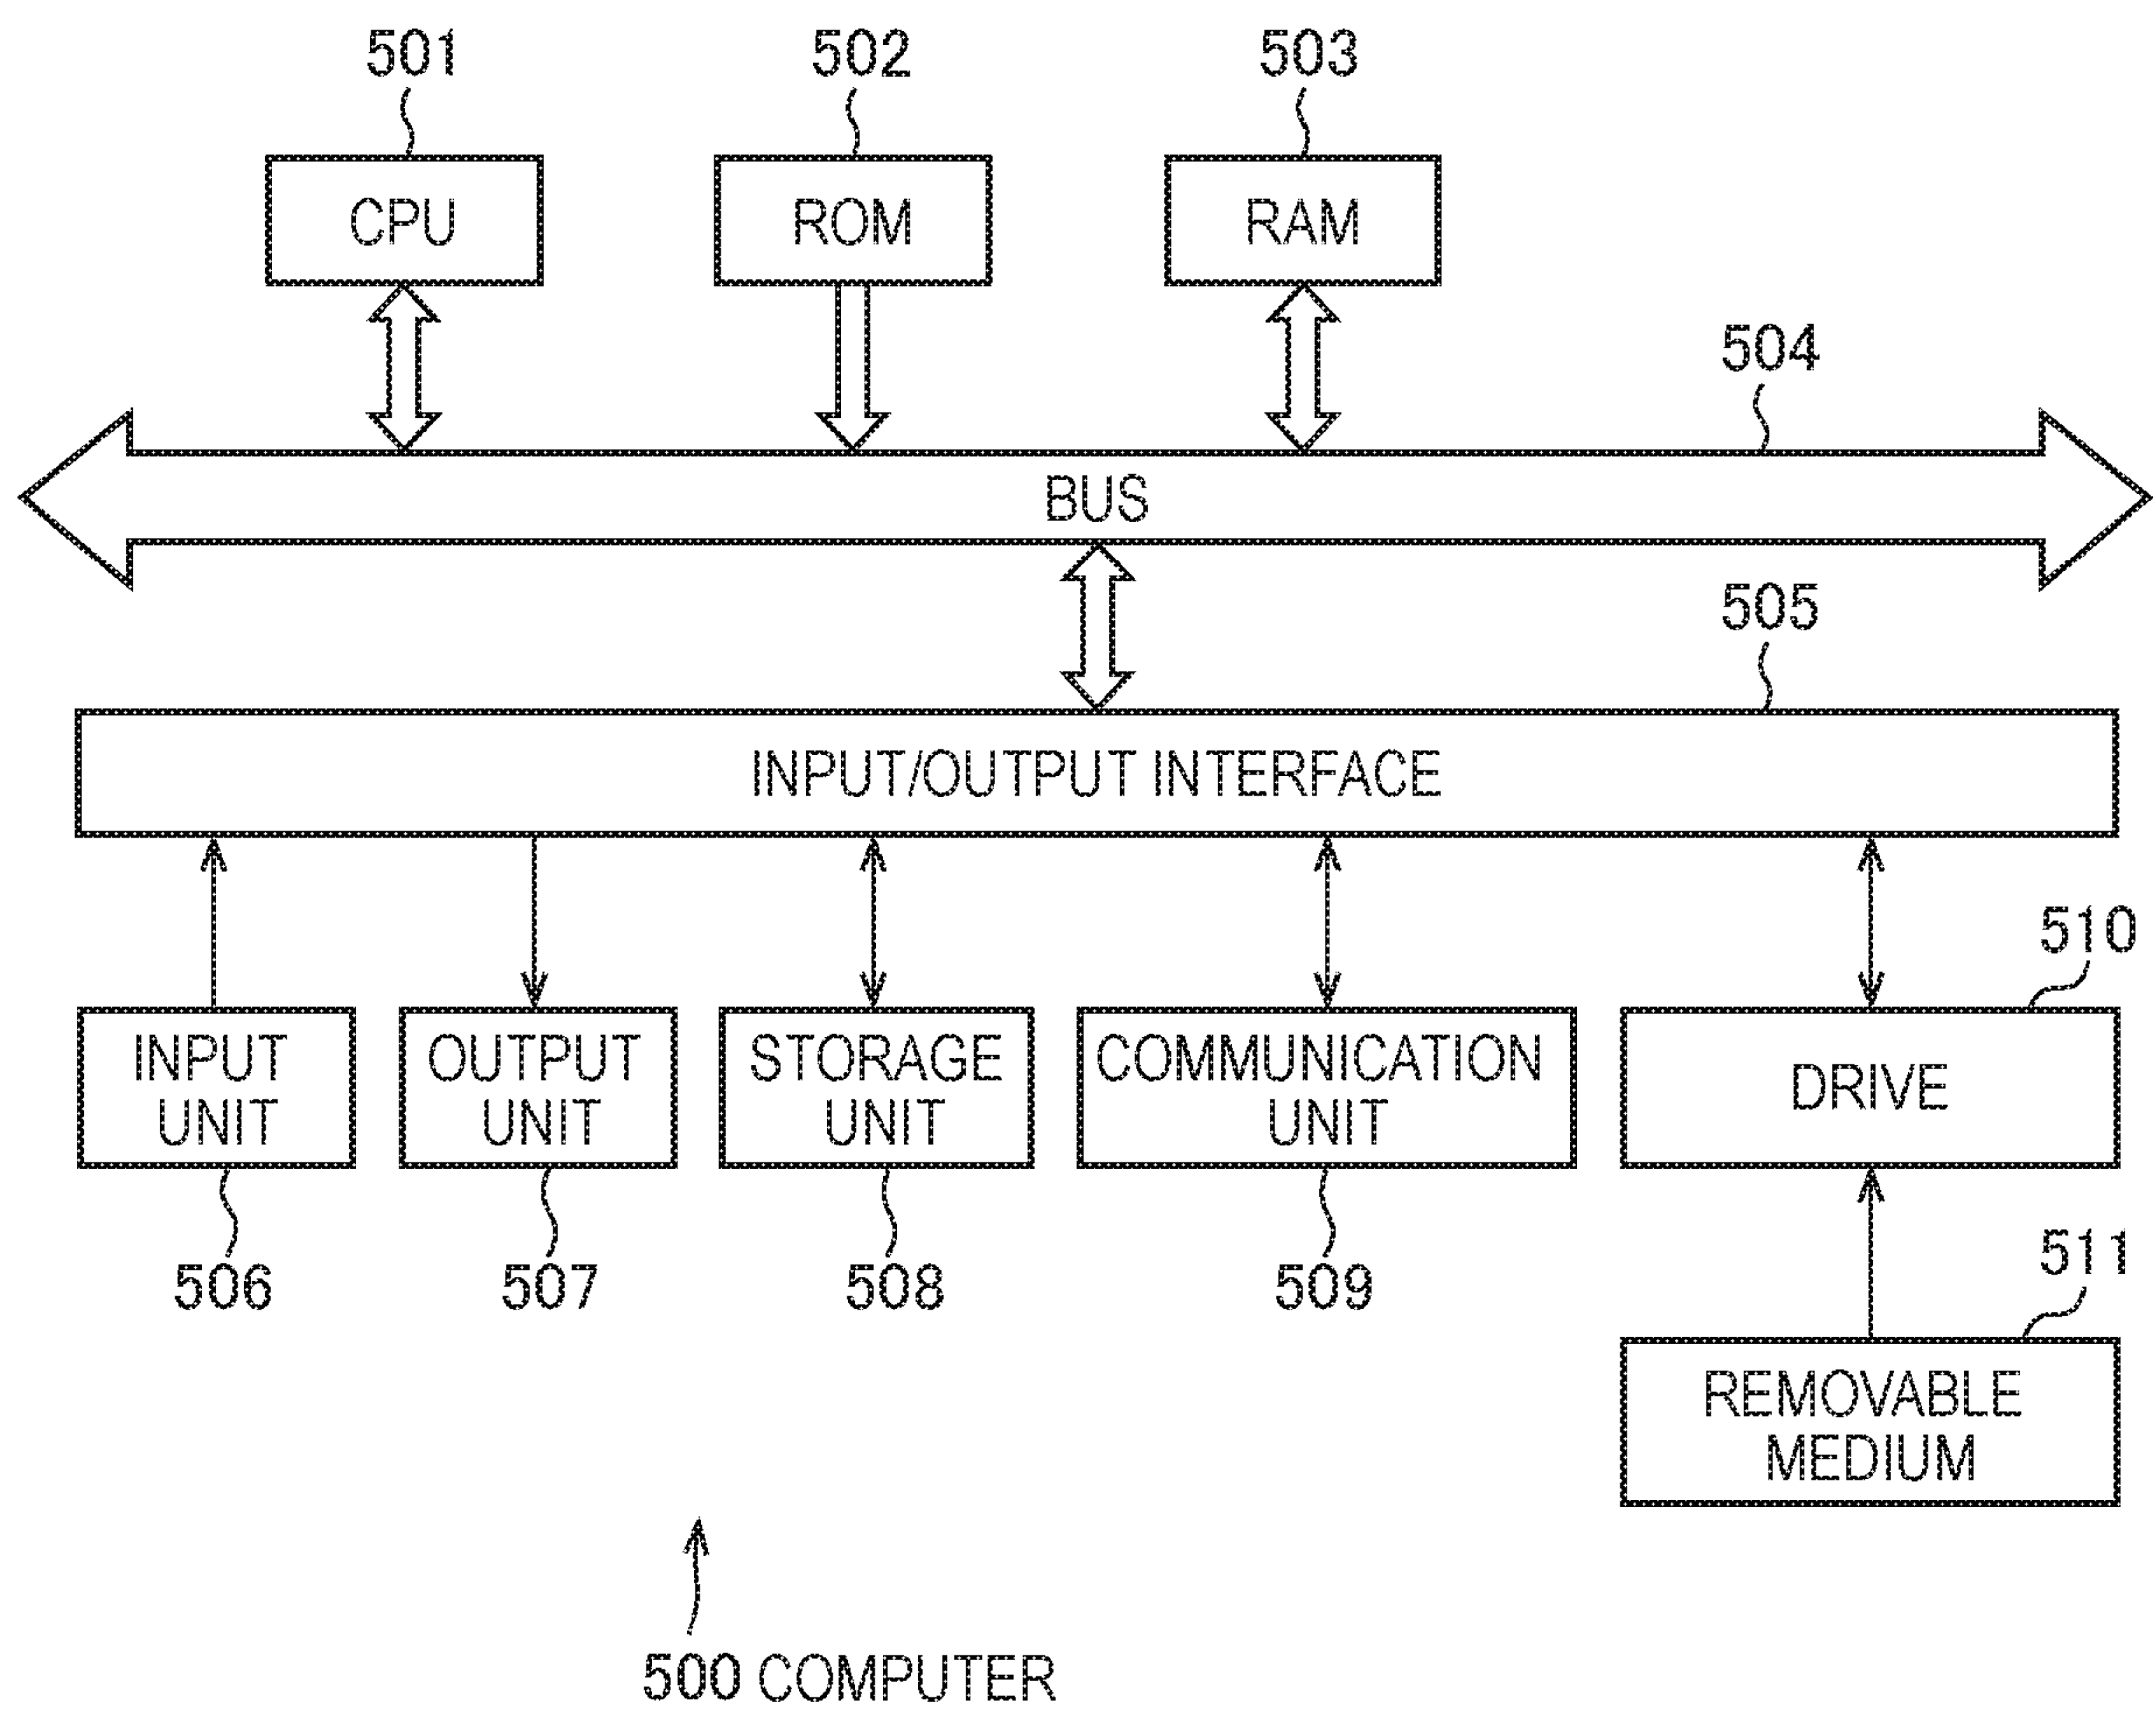 501
502
503
CPU
ROM
RAM
504
BUS
505
INPUT/OUTPUT INTERFACE
510
INPUT
UNIT
OUTPUT
UNIT
STORAGE
UNIT
COMMUNICATION
UNIT
DRIVE
506
507
508
509
511
REMOVABLE
MEDIUM
500 COMPUTER